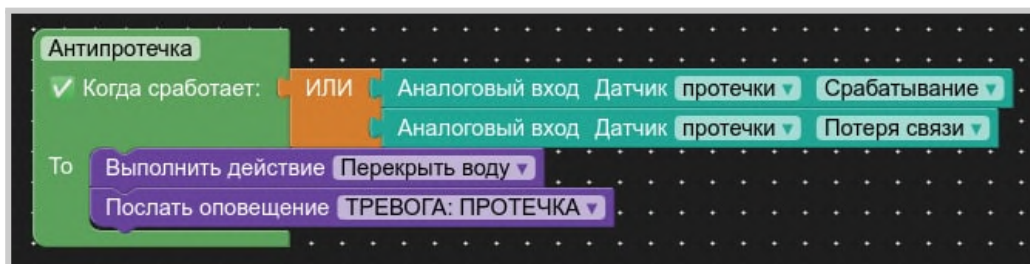 Антипротечка
Когда сработает: ИЛИ Аналоговый вход Датчик протечки Срабатывание
Аналоговый вход Датчик протечки Потеря связи
То Выполнить действие Перекрыть воду
Послать оповещение ТРЕВОГА: ПРОТЕЧКА